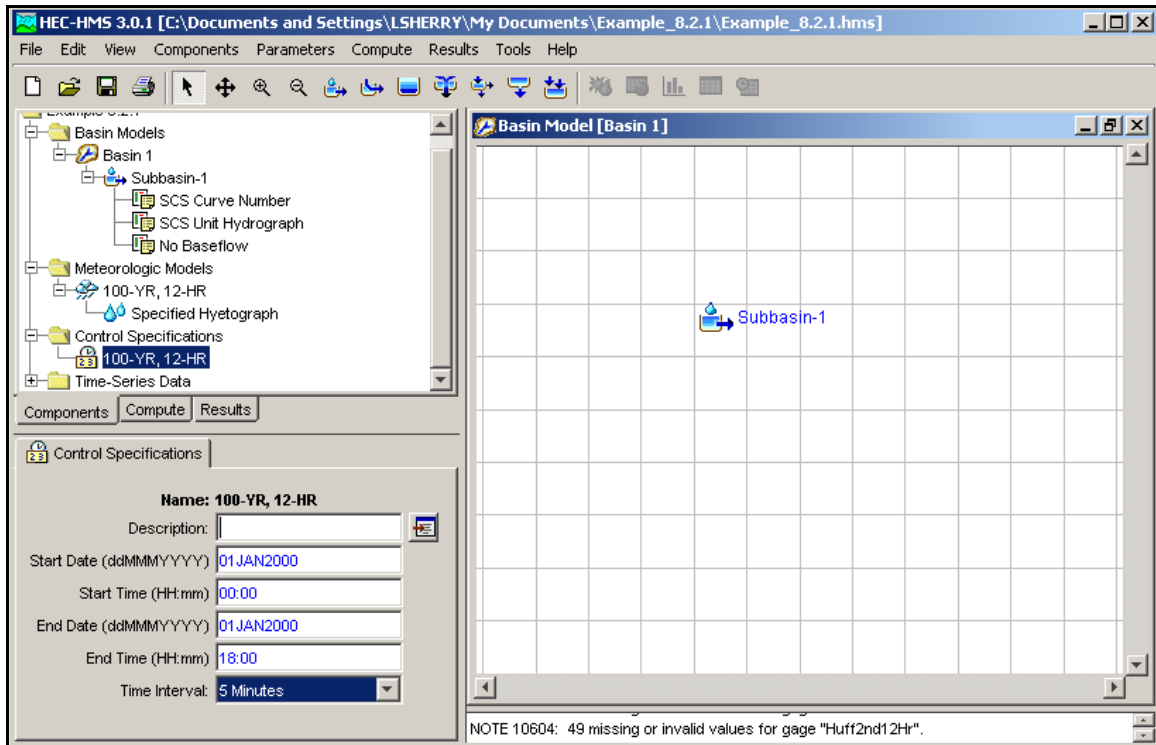 HEC-HMS 3.0.1 [C:\Documents and Settings\LSHERRY\My Documents\Example_8.2.1\Example_8.2.1.hms]
File Edit View Components Parameters Compute Results Tools Help
Basin Models
Basin 1
Subbasin-1
SCS Curve Number
SCS Unit Hydrograph
No Baseflow
Meteorologic Models
100-YR, 12-HR
Specified Hyetograph
Control Specifications
100-YR, 12-HR
Time-Series Data
Components Compute Results
Control Specifications
Name: 100-YR, 12-HR
Description:
Start Date (ddMMMYYYY) 01JAN2000
Start Time (HH:mm) 00:00
End Date (ddMMMYYYY) 01JAN2000
End Time (HH:mm) 18:00
Time Interval: 5 Minutes
Basin Model [Basin 1]
Subbasin-1
NOTE 10604: 49 missing or invalid values for gage "Huff2nd12Hr".